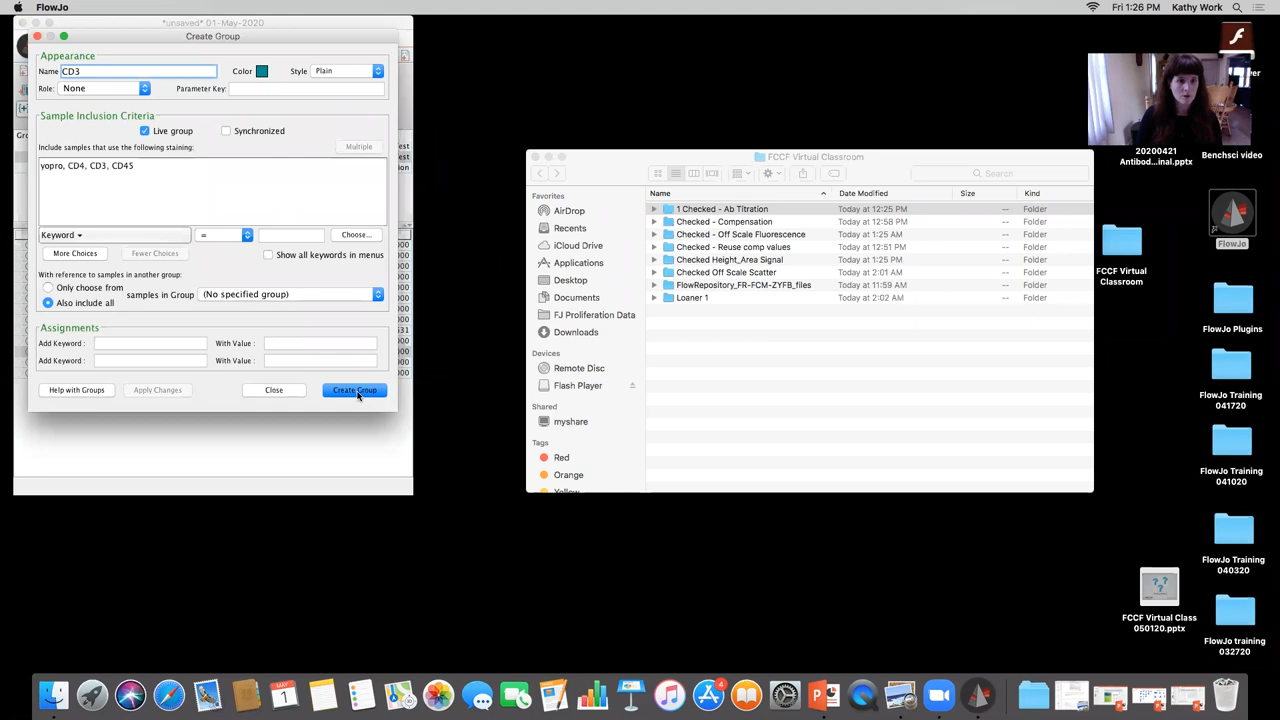 FlowJo
Fri 1:26 PM Kathy Work
*unsaved* 01-May-2020
Create Group
Appearance
Name CD3 Color Style Plain
Role: None Parameter Key:
Sample Inclusion Criteria
Live group Synchronized
Include samples that use the following staining: Multiple
yopro, CD4, CD3, CD45
Keyword = Choose...
More Choices Fewer Choices Show all keywords in menus
With reference to samples in another group:
Only choose from
Also include all samples in Group (No specified group)
Assignments
Add Keyword : With Value :
Add Keyword : With Value :
Help with Groups Apply Changes Close Create Group
FCCF Virtual Classroom
Search
Favorites
AirDrop
Recents
iCloud Drive
Applications
Desktop
Documents
FJ Proliferation Data
Downloads
Devices
Remote Disc
Flash Player
Shared
myshare
Tags
Red
Orange
Yellow
Name Date Modified Size Kind
1 Checked - Ab Titration Today at 12:25 PM -- Folder
Checked - Compensation Today at 12:58 PM -- Folder
Checked - Off Scale Fluorescence Today at 1:25 AM -- Folder
Checked - Reuse comp values Today at 12:51 PM -- Folder
Checked Height_Area Signal Today at 1:25 PM -- Folder
Checked Off Scale Scatter Today at 2:01 AM -- Folder
FlowRepository_FR-FCM-ZYFB_files Today at 11:59 AM -- Folder
Loaner 1 Today at 2:02 AM -- Folder
20200421
Antibod...inal.pptx
Benchsci video
FlowJo
FCCF Virtual
Classroom
FlowJo Plugins
FlowJo Training
041720
FlowJo Training
041020
FlowJo Training
040320
FCCF Virtual Class
050120.pptx
FlowJo training
032720
MAY
1
4